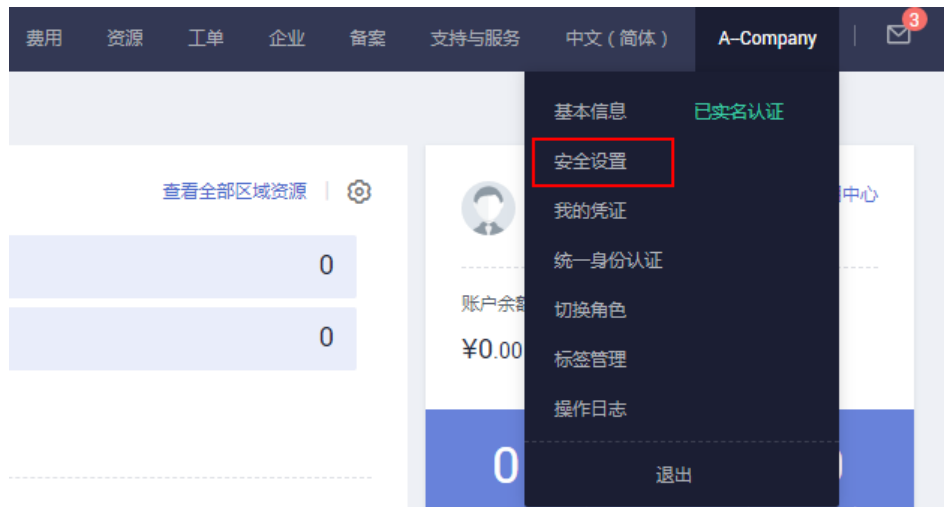 费用 资源 工单 企业 备案 支持与服务 中文（简体） A–Company 3
基本信息 已实名认证
查看全部区域资源 安全设置 中心
我的凭证
0 统一身份认证
账户余额 切换角色
0 ¥0.00 标签管理
操作日志
0
退出